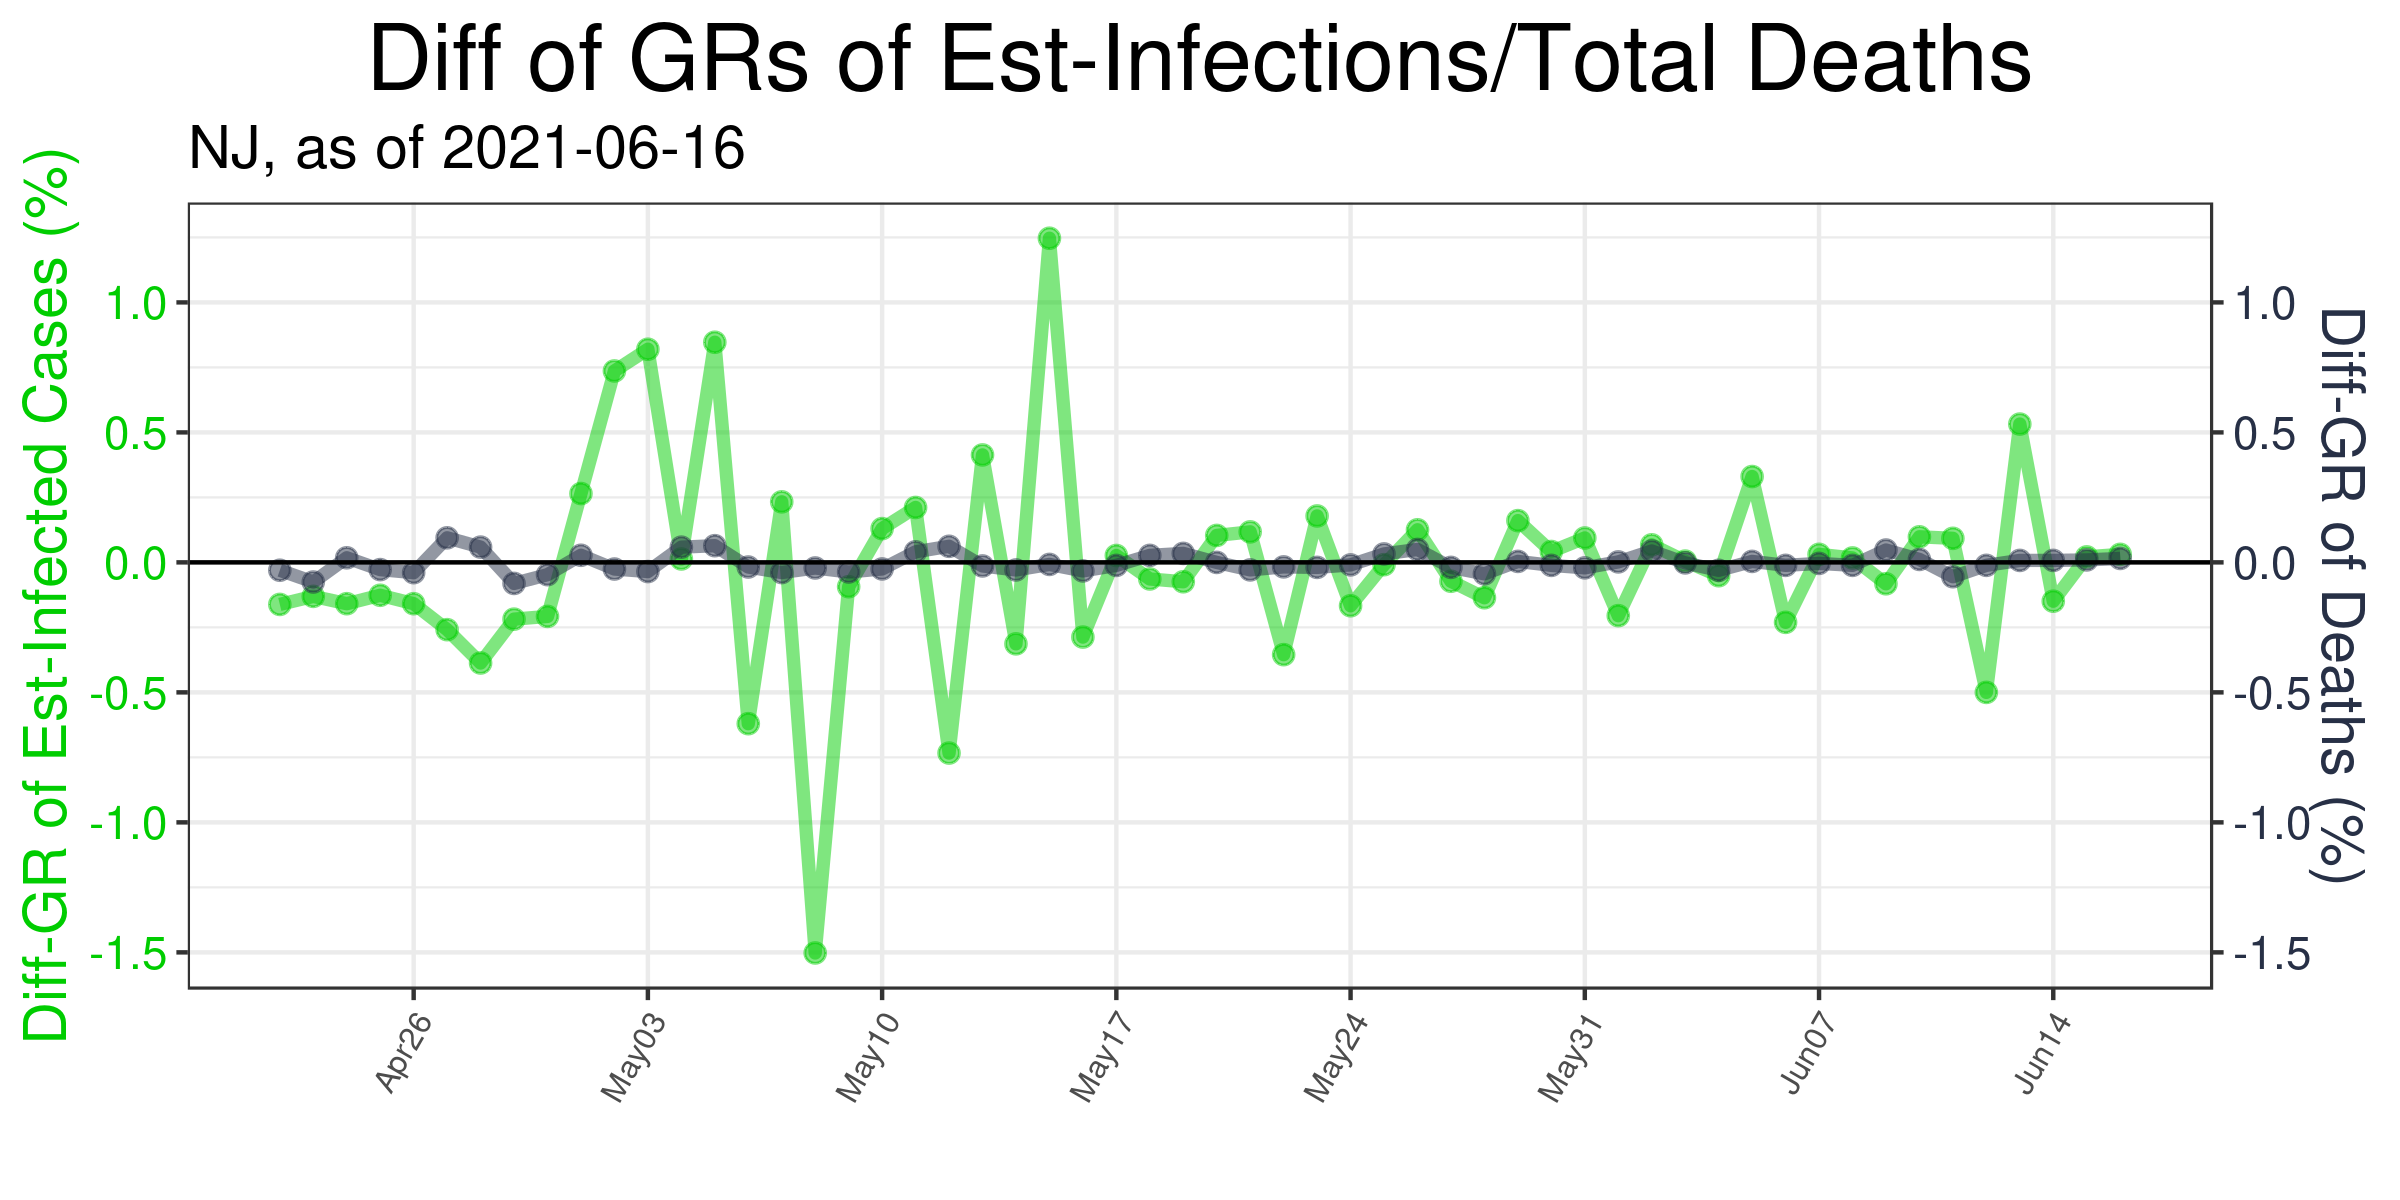 Diff of GRs of Est-Infections/Total Deaths
NJ, as of 2021-06-16
Diff-GR of Est-Infected Cases (%)
1.0
0.5
0.0
-0.5
-1.0
-1.5
1.0
0.5
0.0
-0.5
-1.0
-1.5
Diff-GR of Deaths (%)
Apr26
May03
May10
May17
May24
May31
Jun07
Jun14